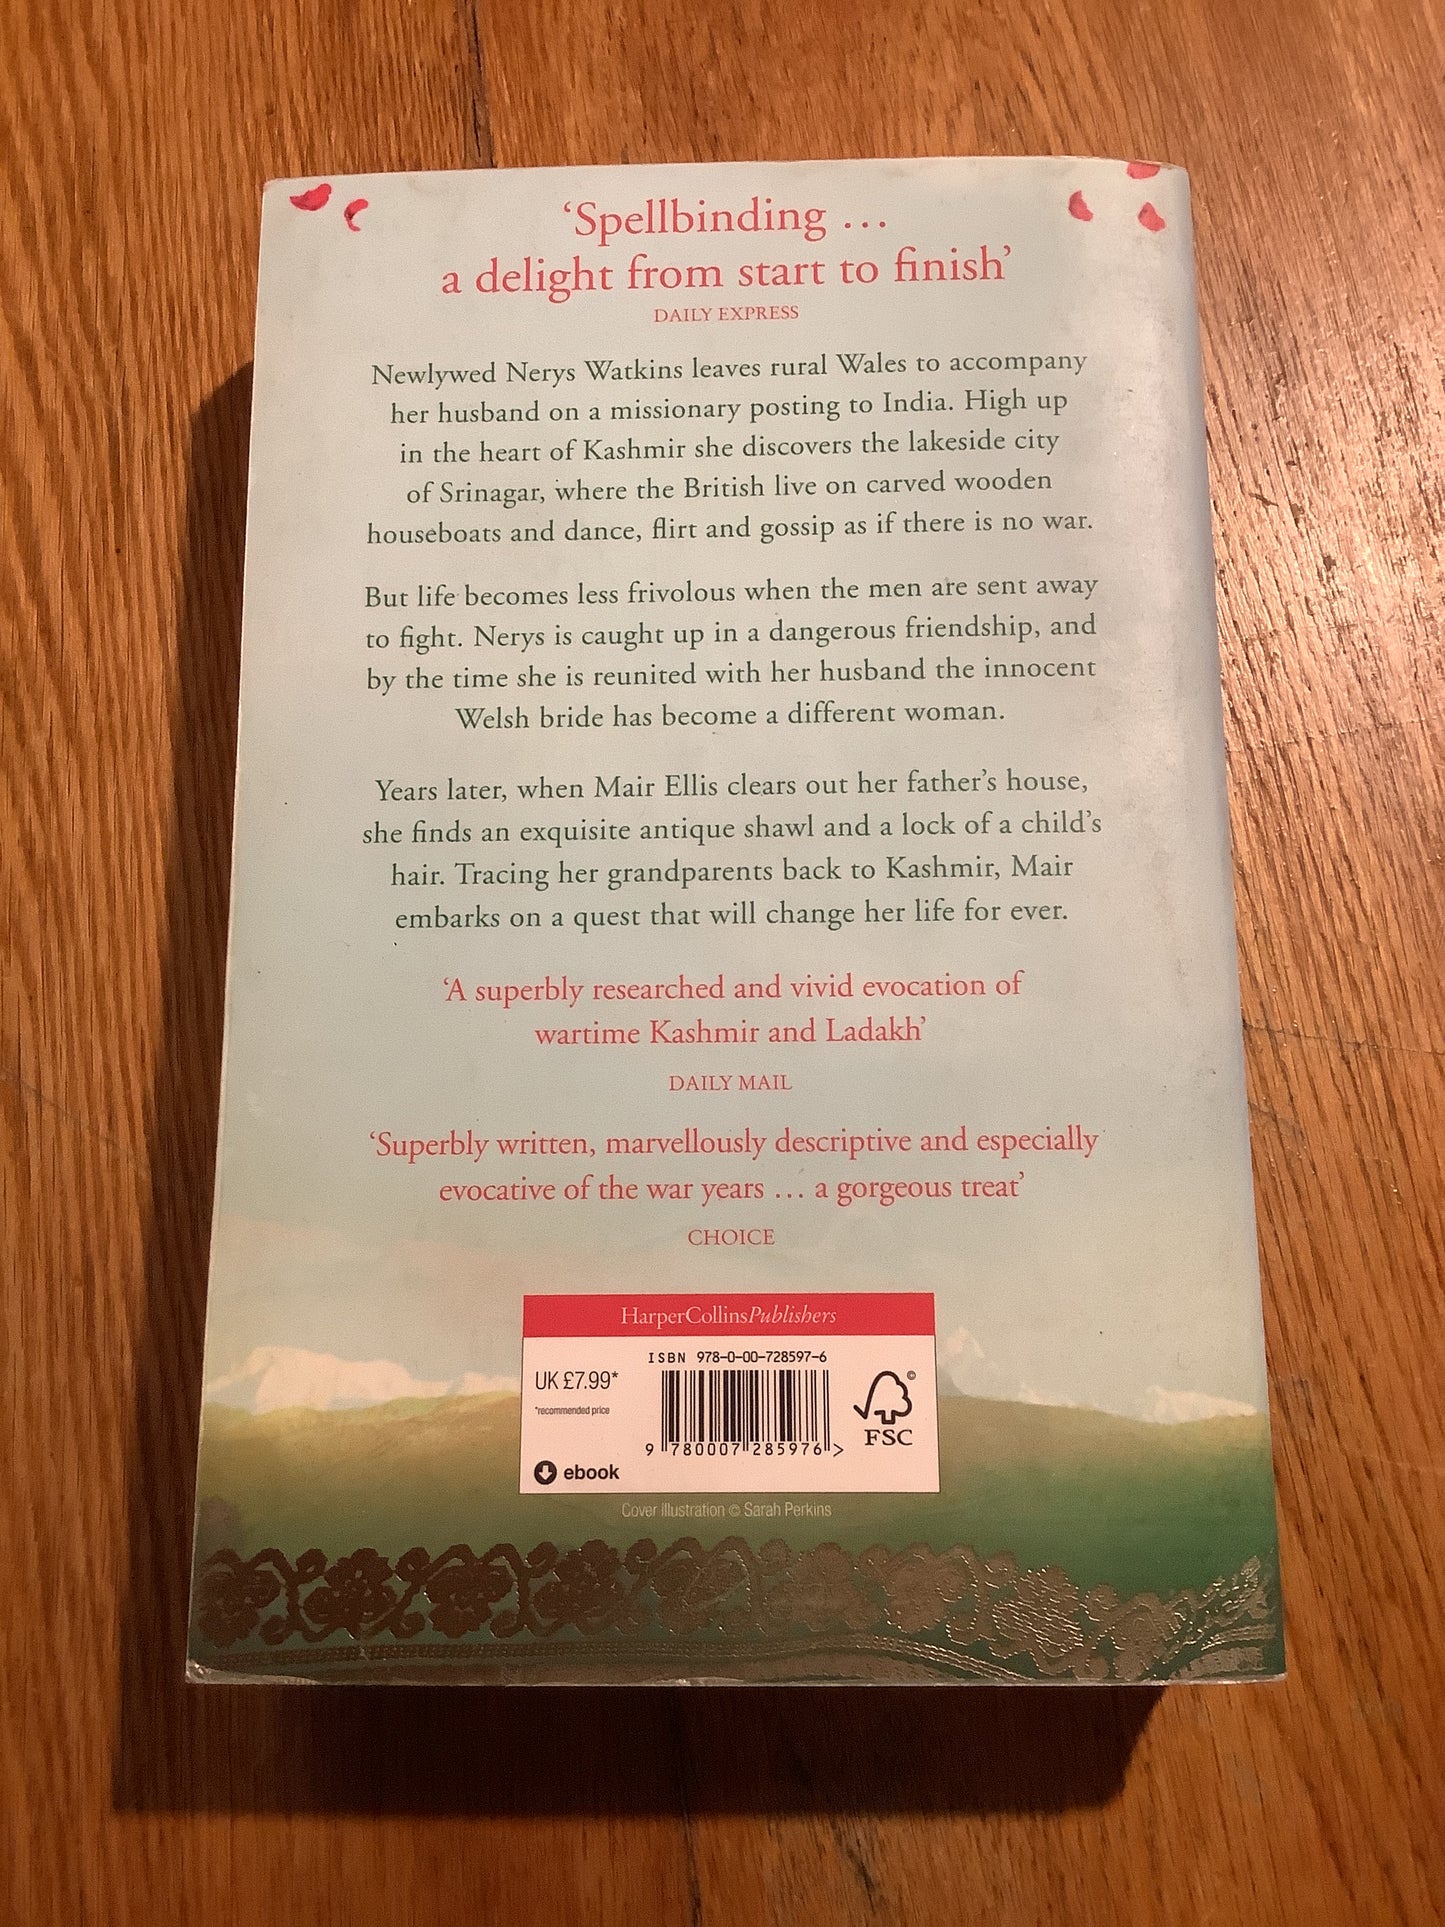 ‘Spellbinding ...
a delight from start to finish’
DAILY EXPRESS
Newlywed Nerys Watkins leaves rural Wales to accompany
her husband on a missionary posting to India. High up
in the heart of Kashmir she discovers the lakeside city
of Srinagar, where the British live on carved wooden
houseboats and dance, flirt and gossip as if there is no war.
But life becomes less frivolous when the men are sent away
to fight. Nerys is caught up in a dangerous friendship, and
by the time she is reunited with her husband the innocent
Welsh bride has become a different woman.
Years later, when Mair Ellis clears out her father’s house,
she finds an exquisite antique shawl and a lock of a child’s
hair. Tracing her grandparents back to Kashmir, Mair
embarks on a quest that will change her life for ever.
‘A superbly researched and vivid evocation of
wartime Kashmir and Ladakh’
DAILY MAIL
‘Superbly written, marvellously descriptive and especially
evocative of the war years ... a gorgeous treat’
CHOICE
HarperCollinsPublishers
ISBN 978-0-00-728597-6
UK £7.99*
*recommended price
9 780007 285976 >
FSC
ebook
Cover Illustration © Sarah Perkins